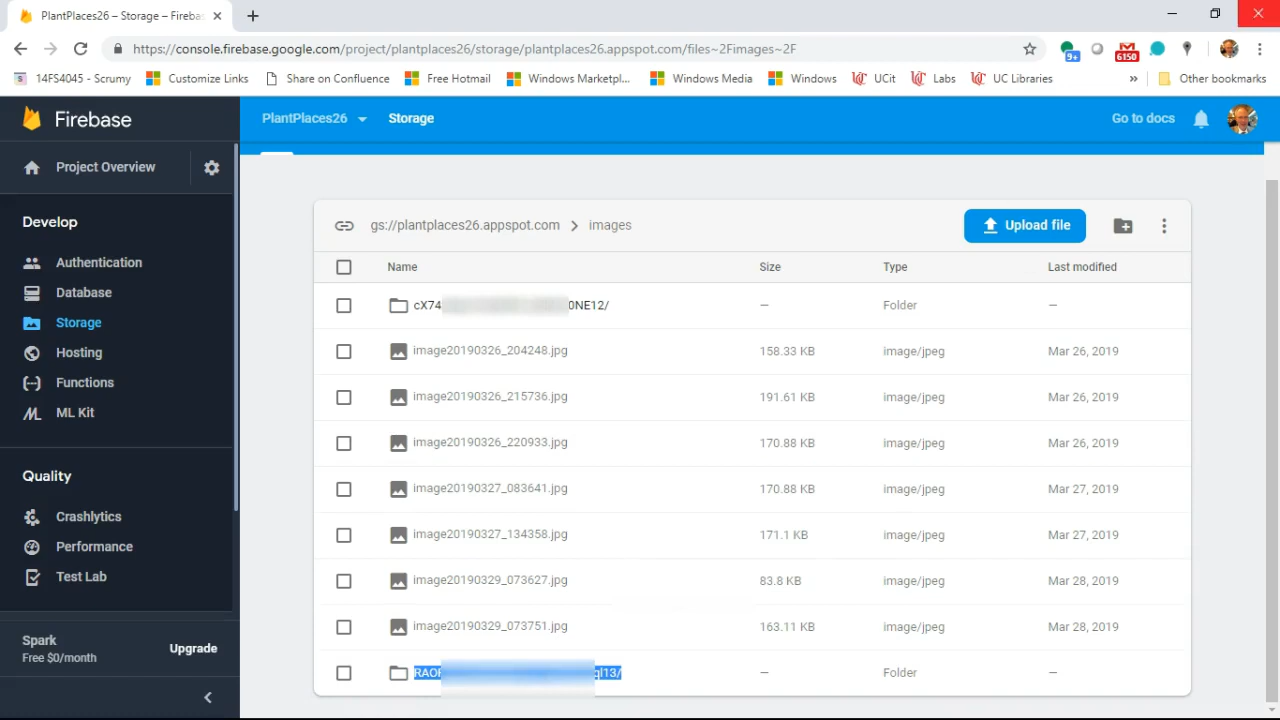 PlantPlaces26 – Storage – Fireba
https://console.firebase.google.com/project/plantplaces26/storage/plantplaces26.appspot.com/files~2Fimages~2F
9+
6150
14FS4045 - Scrumy
Customize Links
Share on Confluence
Free Hotmail
Windows Marketpl...
Windows Media
Windows
UCit
Labs
UC Libraries
»
Other bookmarks
Firebase
PlantPlaces26
Storage
Go to docs
Project Overview
Develop
Authentication
Database
Storage
Hosting
Functions
ML Kit
Quality
Crashlytics
Performance
Test Lab
Spark
Free $0/month
Upgrade
gs://plantplaces26.appspot.com > images
Upload file
Name Size Type Last modified
cX74 0NE12/ — Folder —
image20190326_204248.jpg 158.33 KB image/jpeg Mar 26, 2019
image20190326_215736.jpg 191.61 KB image/jpeg Mar 26, 2019
image20190326_220933.jpg 170.88 KB image/jpeg Mar 26, 2019
image20190327_083641.jpg 170.88 KB image/jpeg Mar 27, 2019
image20190327_134358.jpg 171.1 KB image/jpeg Mar 27, 2019
image20190329_073627.jpg 83.8 KB image/jpeg Mar 28, 2019
image20190329_073751.jpg 163.11 KB image/jpeg Mar 28, 2019
— Folder —